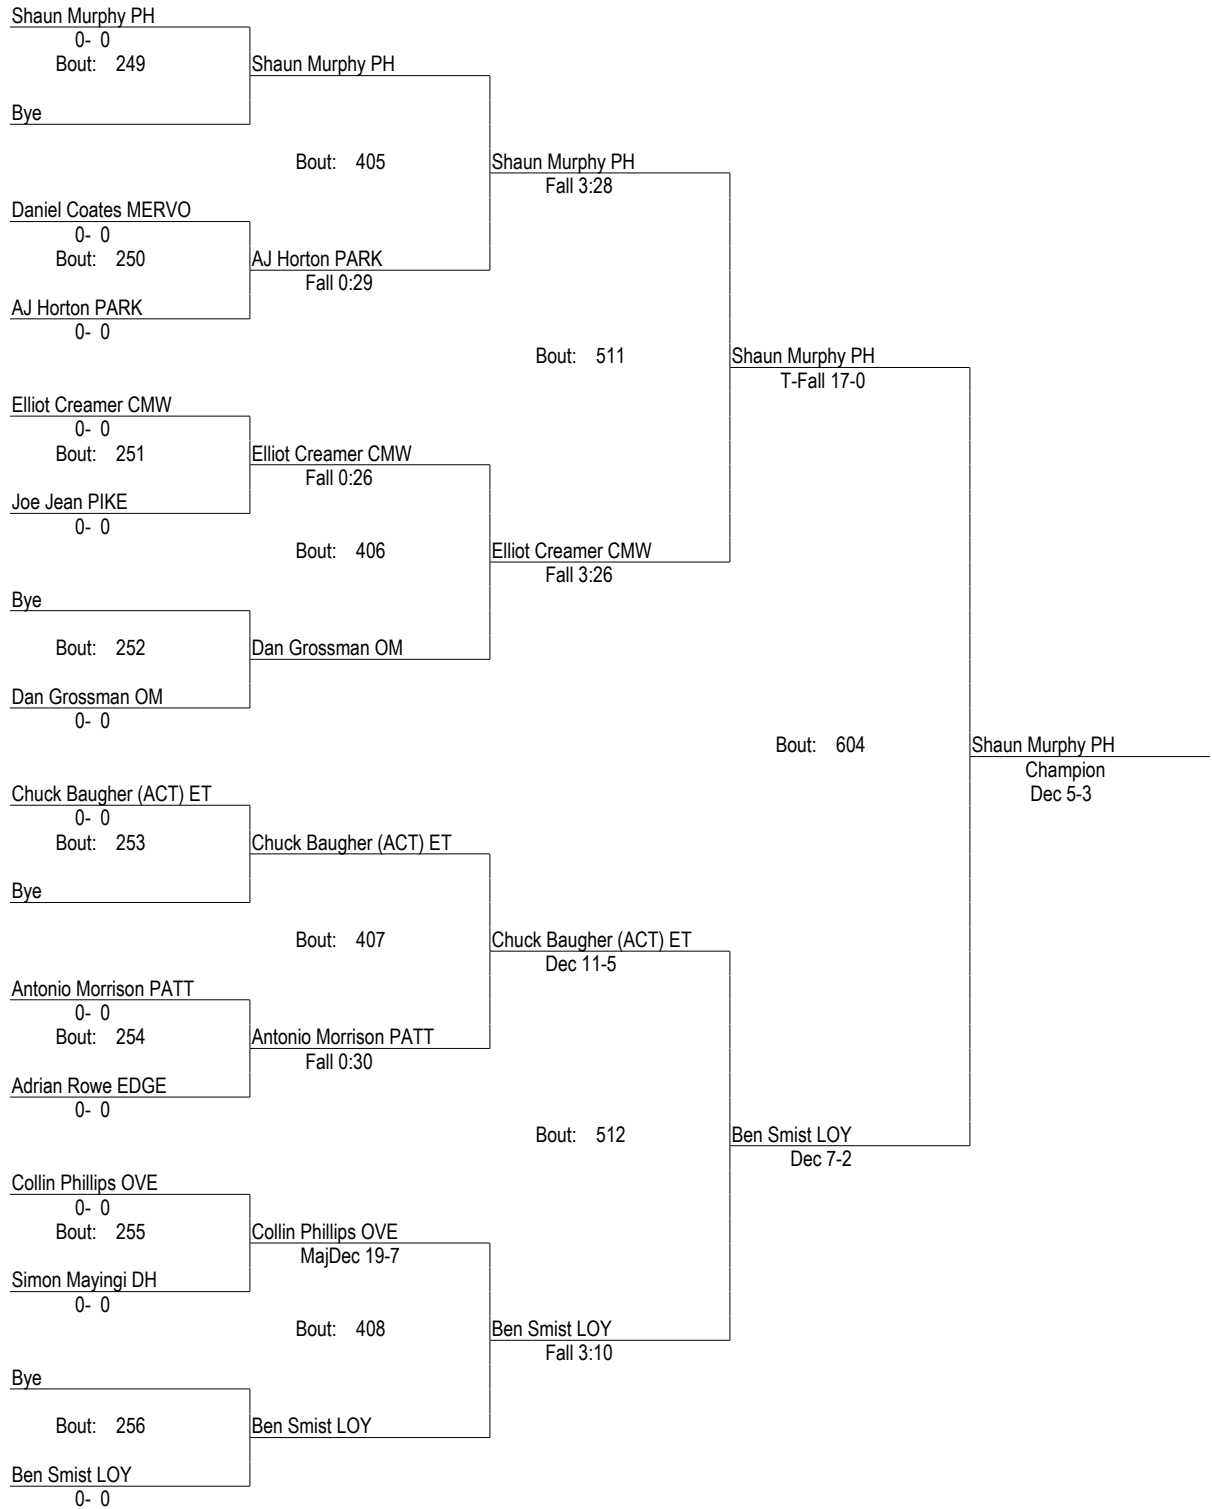 Shaun Murphy PH
0- 0
Bout: 249
Shaun Murphy PH
Bye
Bout: 405
Shaun Murphy PH
Fall 3:28
Daniel Coates MERVO
0- 0
Bout: 250
AJ Horton PARK
Fall 0:29
AJ Horton PARK
0- 0
Bout: 511
Shaun Murphy PH
T-Fall 17-0
Elliot Creamer CMW
0- 0
Bout: 251
Elliot Creamer CMW
Fall 0:26
Joe Jean PIKE
0- 0
Bout: 406
Elliot Creamer CMW
Fall 3:26
Bye
Bout: 252
Dan Grossman OM
Dan Grossman OM
0- 0
Bout: 604
Shaun Murphy PH
Champion
Dec 5-3
Chuck Baugher (ACT) ET
0- 0
Bout: 253
Chuck Baugher (ACT) ET
Bye
Bout: 407
Chuck Baugher (ACT) ET
Dec 11-5
Antonio Morrison PATT
0- 0
Bout: 254
Antonio Morrison PATT
Fall 0:30
Adrian Rowe EDGE
0- 0
Bout: 512
Ben Smist LOY
Dec 7-2
Collin Phillips OVE
0- 0
Bout: 255
Collin Phillips OVE
MajDec 19-7
Simon Mayingi DH
0- 0
Bout: 408
Ben Smist LOY
Fall 3:10
Bye
Bout: 256
Ben Smist LOY
Ben Smist LOY
0- 0